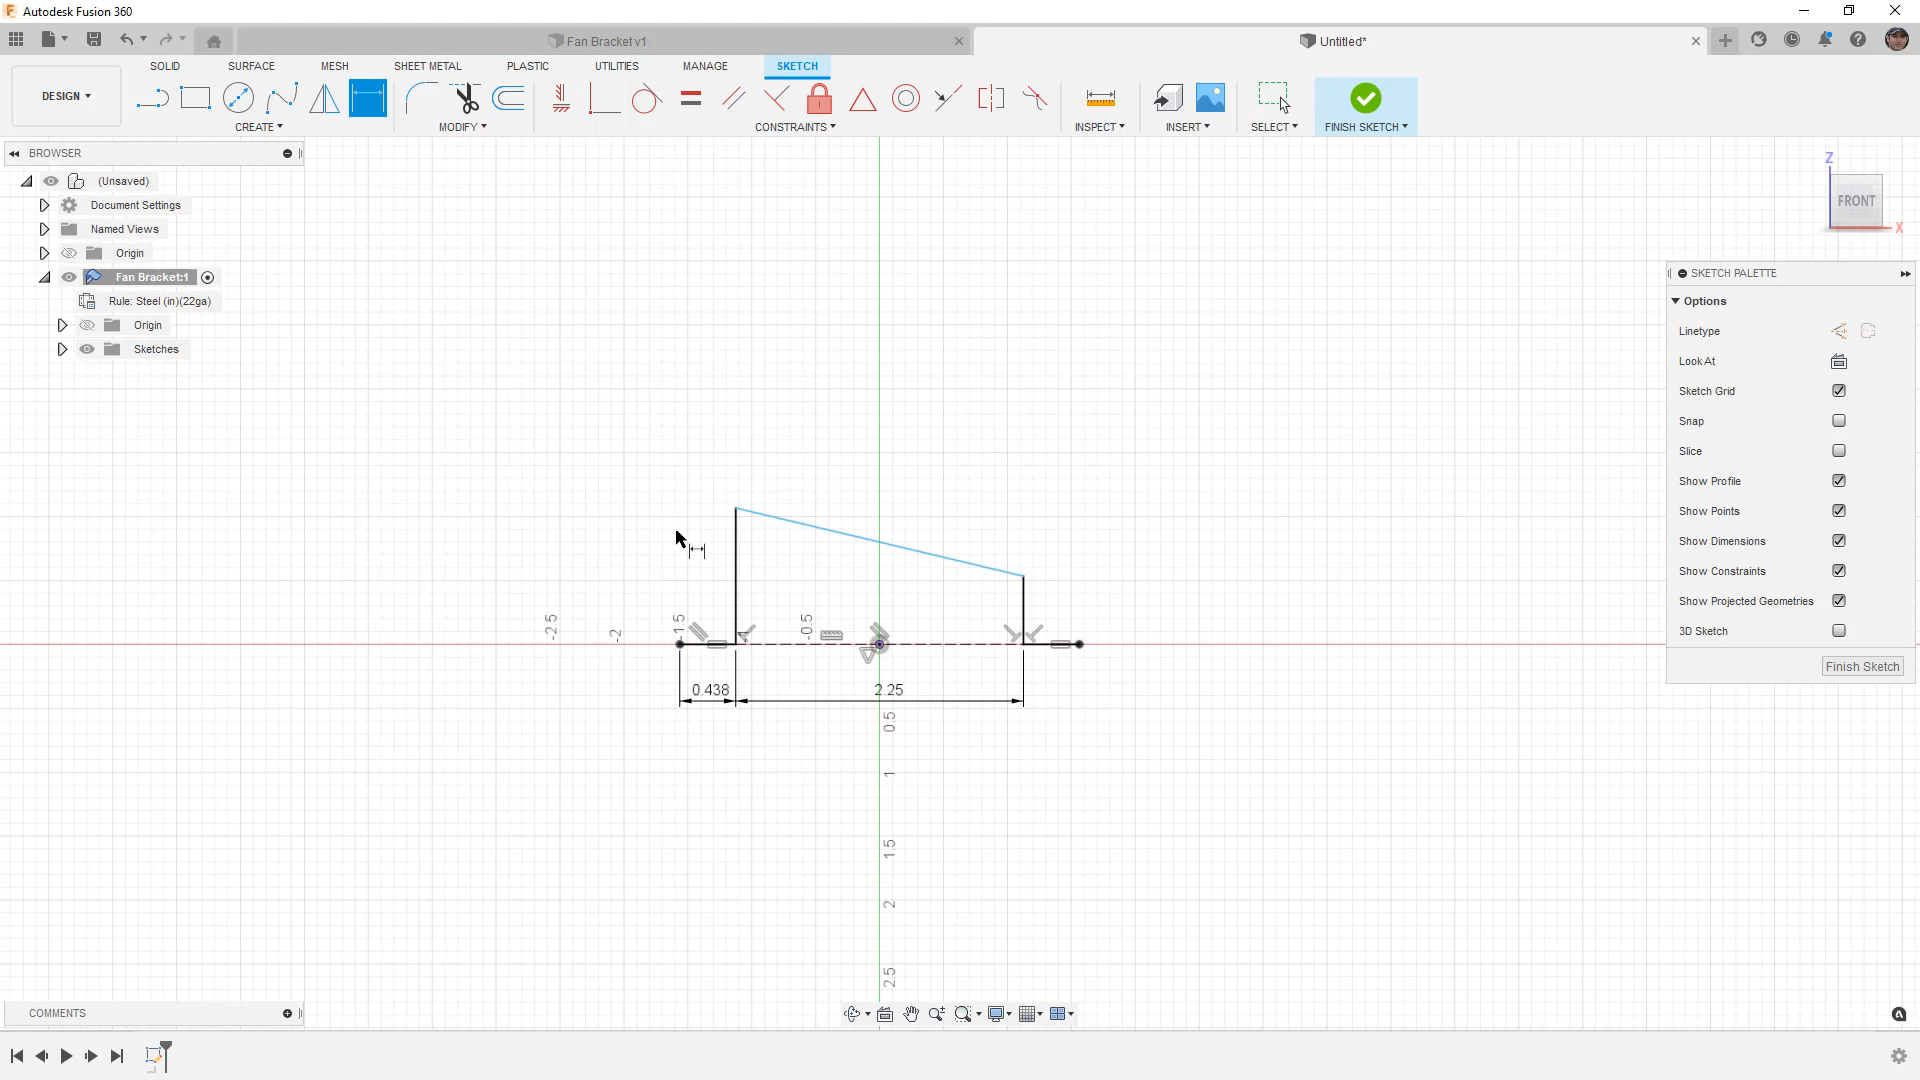 Autodesk Fusion 360
Fan Bracket v1
Untitled*
DESIGN
SOLID
SURFACE
MESH
SHEET METAL
PLASTIC
UTILITIES
MANAGE
SKETCH
CREATE
MODIFY
CONSTRAINTS
INSPECT
INSERT
SELECT
FINISH SKETCH
BROWSER
(Unsaved)
Document Settings
Named Views
Origin
Fan Bracket:1
Rule: Steel (in)(22ga)
Origin
Sketches
Z
FRONT
X
SKETCH PALETTE
Options
Linetype
Look At
Sketch Grid
Snap
Slice
Show Profile
Show Points
Show Dimensions
Show Constraints
Show Projected Geometries
3D Sketch
Finish Sketch
-2.5
-2
-1.5
-0.5
0.438
2.25
0.5
1
1.5
2
2.5
COMMENTS